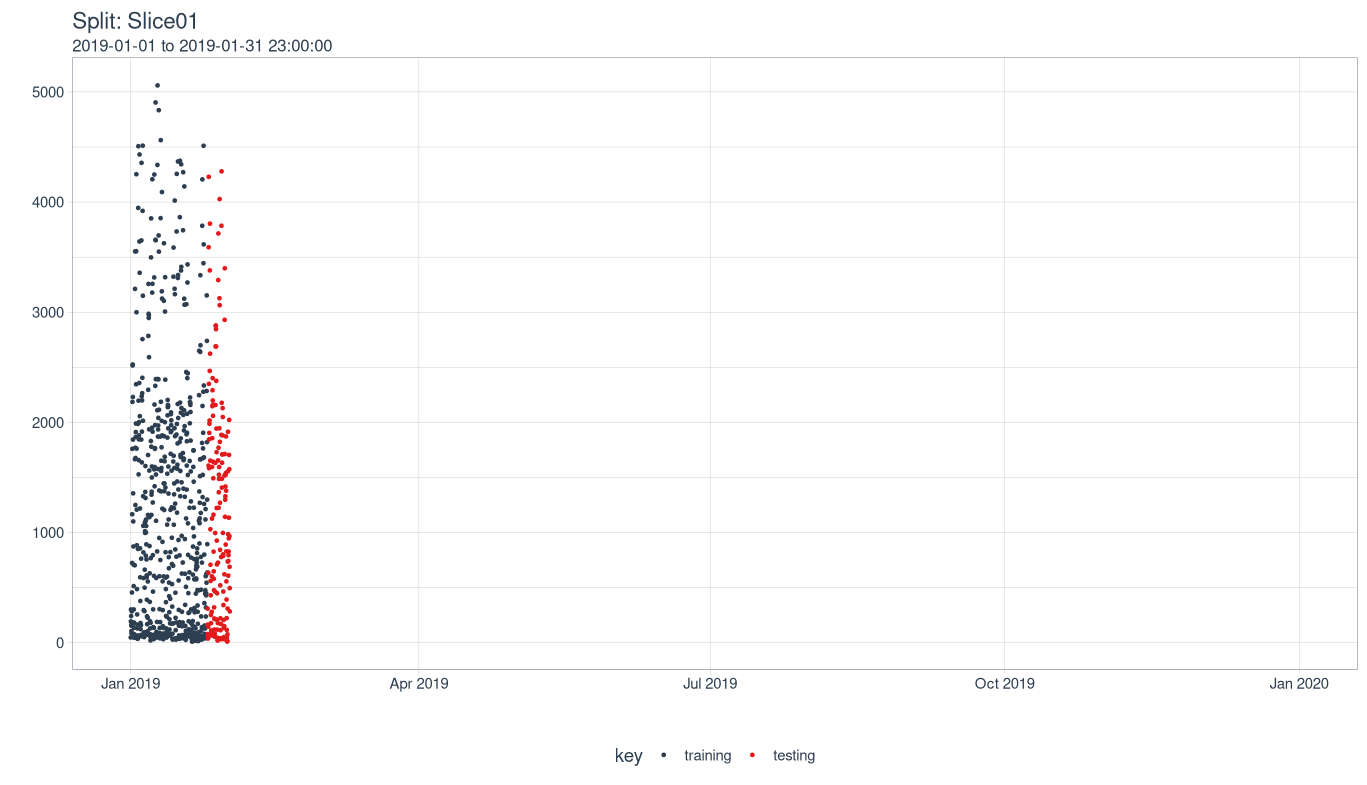 Split: Slice01
2019-01-01 to 2019-01-31 23:00:00
5000
4000
3000
2000
1000
0
Jan 2019 Apr 2019 Jul 2019 Oct 2019 Jan 2020
key training testing